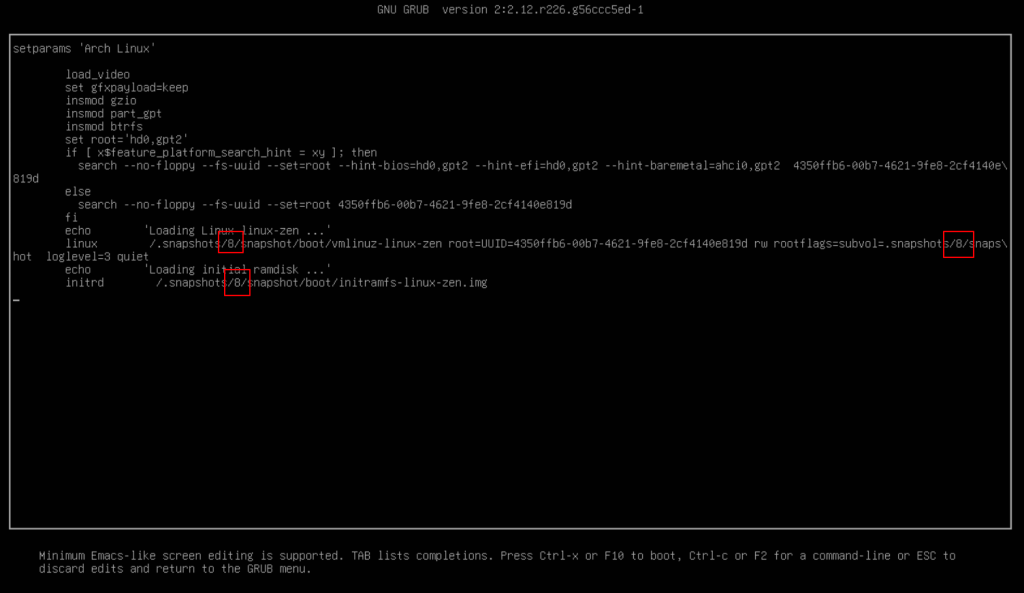 GNU GRUB  version 2:2.12.r226.g56ccc5ed-1
setparams 'Arch Linux'
load_video
set gfxpayload=keep
insmod gzio
insmod part_gpt
insmod btrfs
set root='hd0,gpt2'
if [ x$feature_platform_search_hint = xy ]; then
search --no-floppy --fs-uuid --set=root --hint-bios=hd0,gpt2 --hint-efi=hd0,gpt2 --hint-baremetal=ahci0,gpt2  4350ffb6-00b7-4621-9fe8-2cf4140e\
819d
else
search --no-floppy --fs-uuid --set=root 4350ffb6-00b7-4621-9fe8-2cf4140e819d
fi
echo 'Loading Linux linux-zen ...'
linux /.snapshots/8/snapshot/boot/vmlinuz-linux-zen root=UUID=4350ffb6-00b7-4621-9fe8-2cf4140e819d rw rootflags=subvol=.snapshots/8/snaps\
hot  loglevel=3 quiet
echo 'Loading initial ramdisk ...'
initrd /.snapshots/8/snapshot/boot/initramfs-linux-zen.img
Minimum Emacs-like screen editing is supported. TAB lists completions. Press Ctrl-x or F10 to boot, Ctrl-c or F2 for a command-line or ESC to
discard edits and return to the GRUB menu.